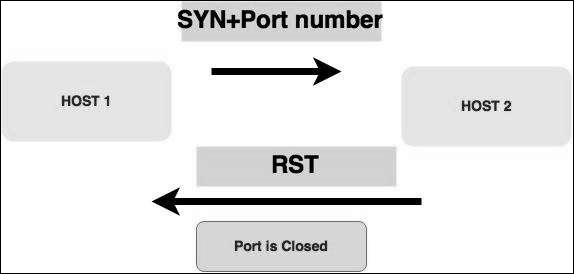 SYN+Port number
HOST 1
HOST 2
RST
Port is Closed